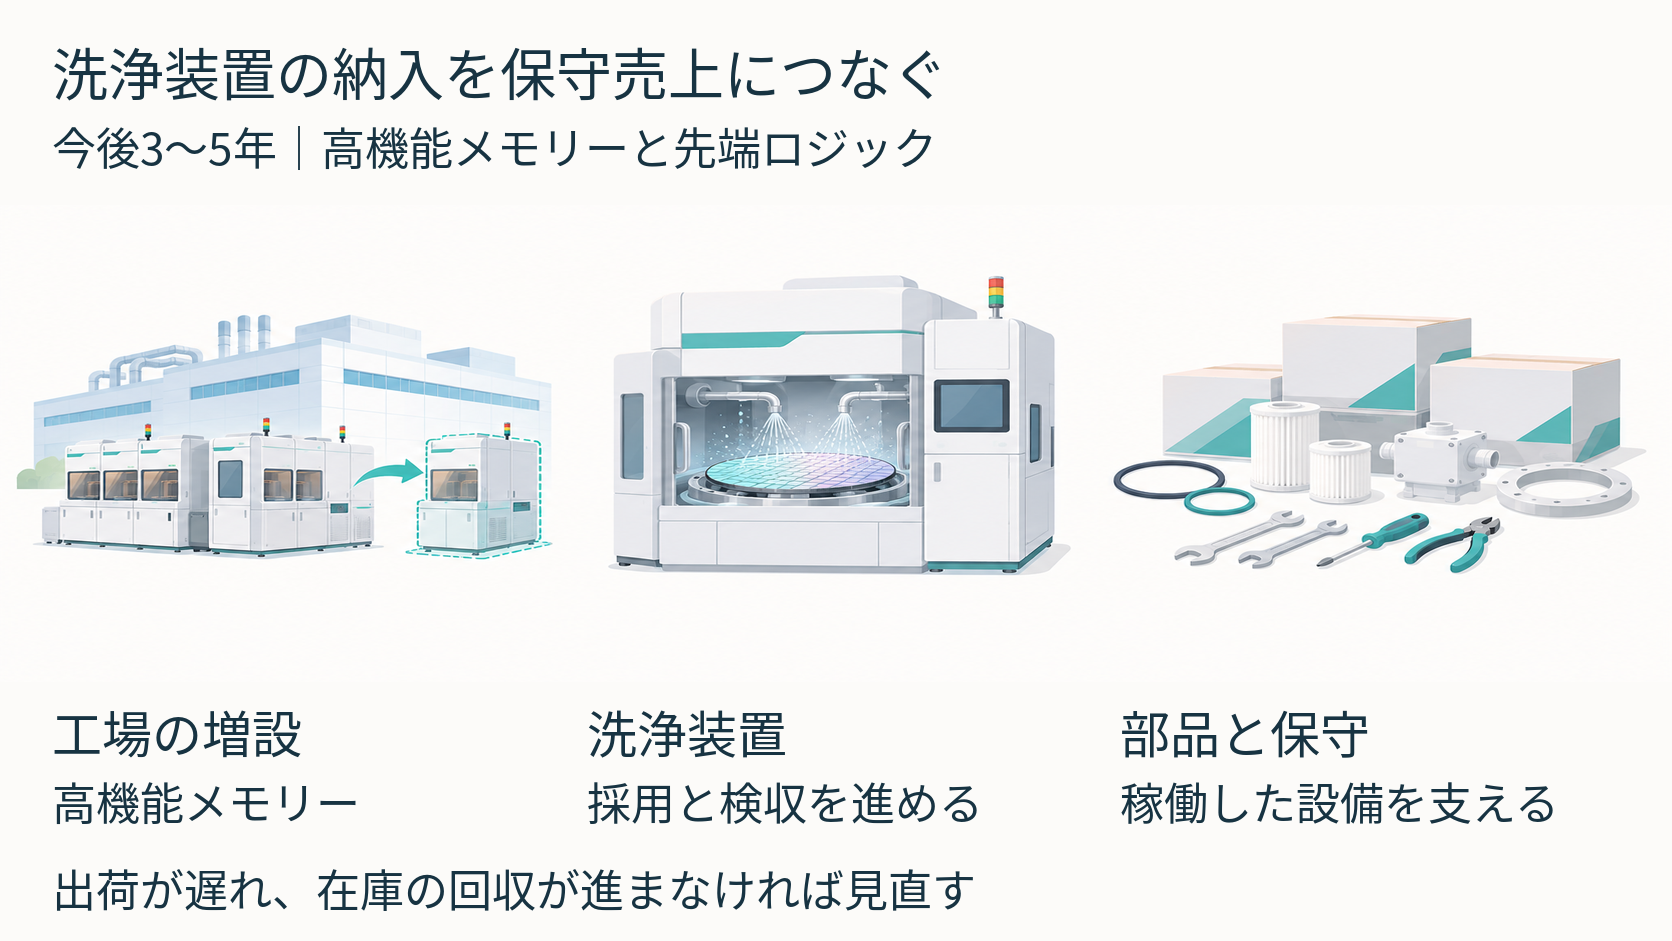 洗浄装置の納入を保守売上につなぐ
今後3〜5年｜高機能メモリーと先端ロジック
工場の増設
高機能メモリー
洗浄装置
採用と検収を進める
部品と保守
稼働した設備を支える
出荷が遅れ、在庫の回収が進まなければ見直す